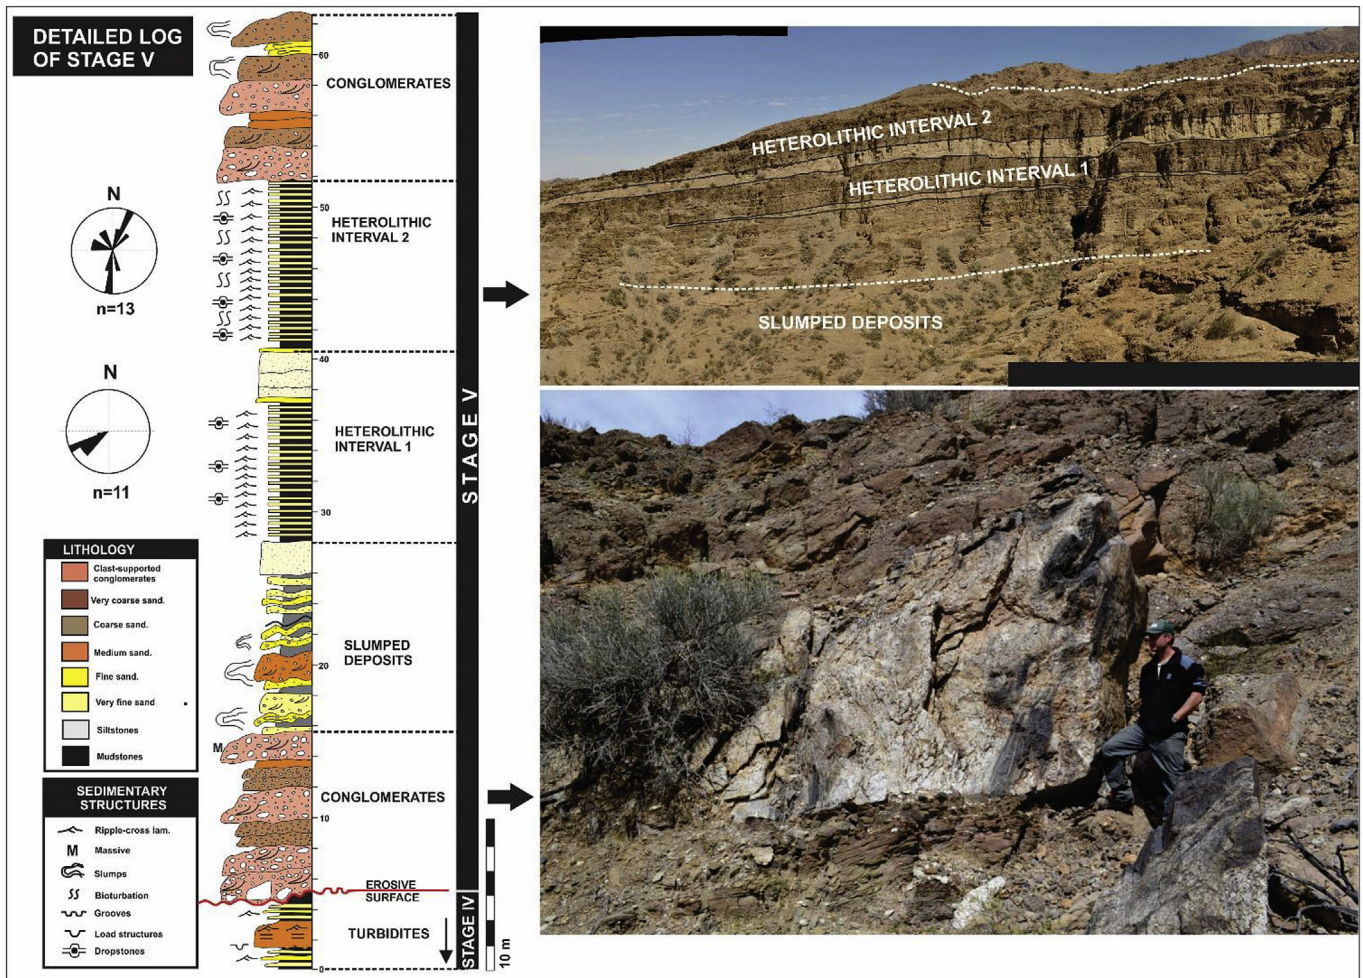 DETAILED LOG
OF STAGE V
60
CONGLOMERATES
50
HETEROLITHIC
INTERVAL 2
N
n=13
40
HETEROLITHIC
INTERVAL 1
N
n=11
30
SLUMPED
DEPOSITS
20
M
CONGLOMERATES
10
EROSIVE
SURFACE
TURBIDITES
0
STAGE V
STAGE IV
10 m
LITHOLOGY
Clast-supported
conglomerates
Very coarse sand.
Coarse sand.
Medium sand.
Fine sand.
Very fine sand
Siltstones
Mudstones
SEDIMENTARY
STRUCTURES
Ripple-cross lam.
M Massive
Slumps
Bioturbation
Grooves
Load structures
Dropstones
HETEROLITHIC INTERVAL 2
HETEROLITHIC INTERVAL 1
SLUMPED DEPOSITS